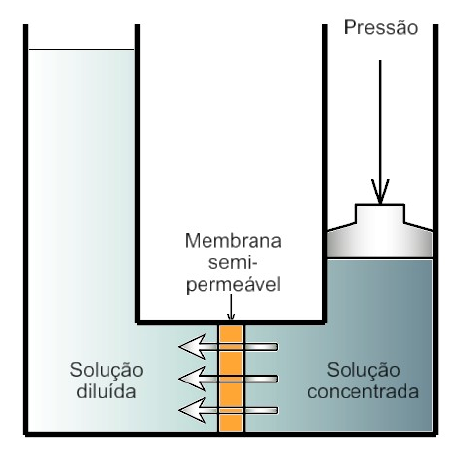 Pressão
Membrana
semi-
permeável
Solução
diluída
Solução
concentrada